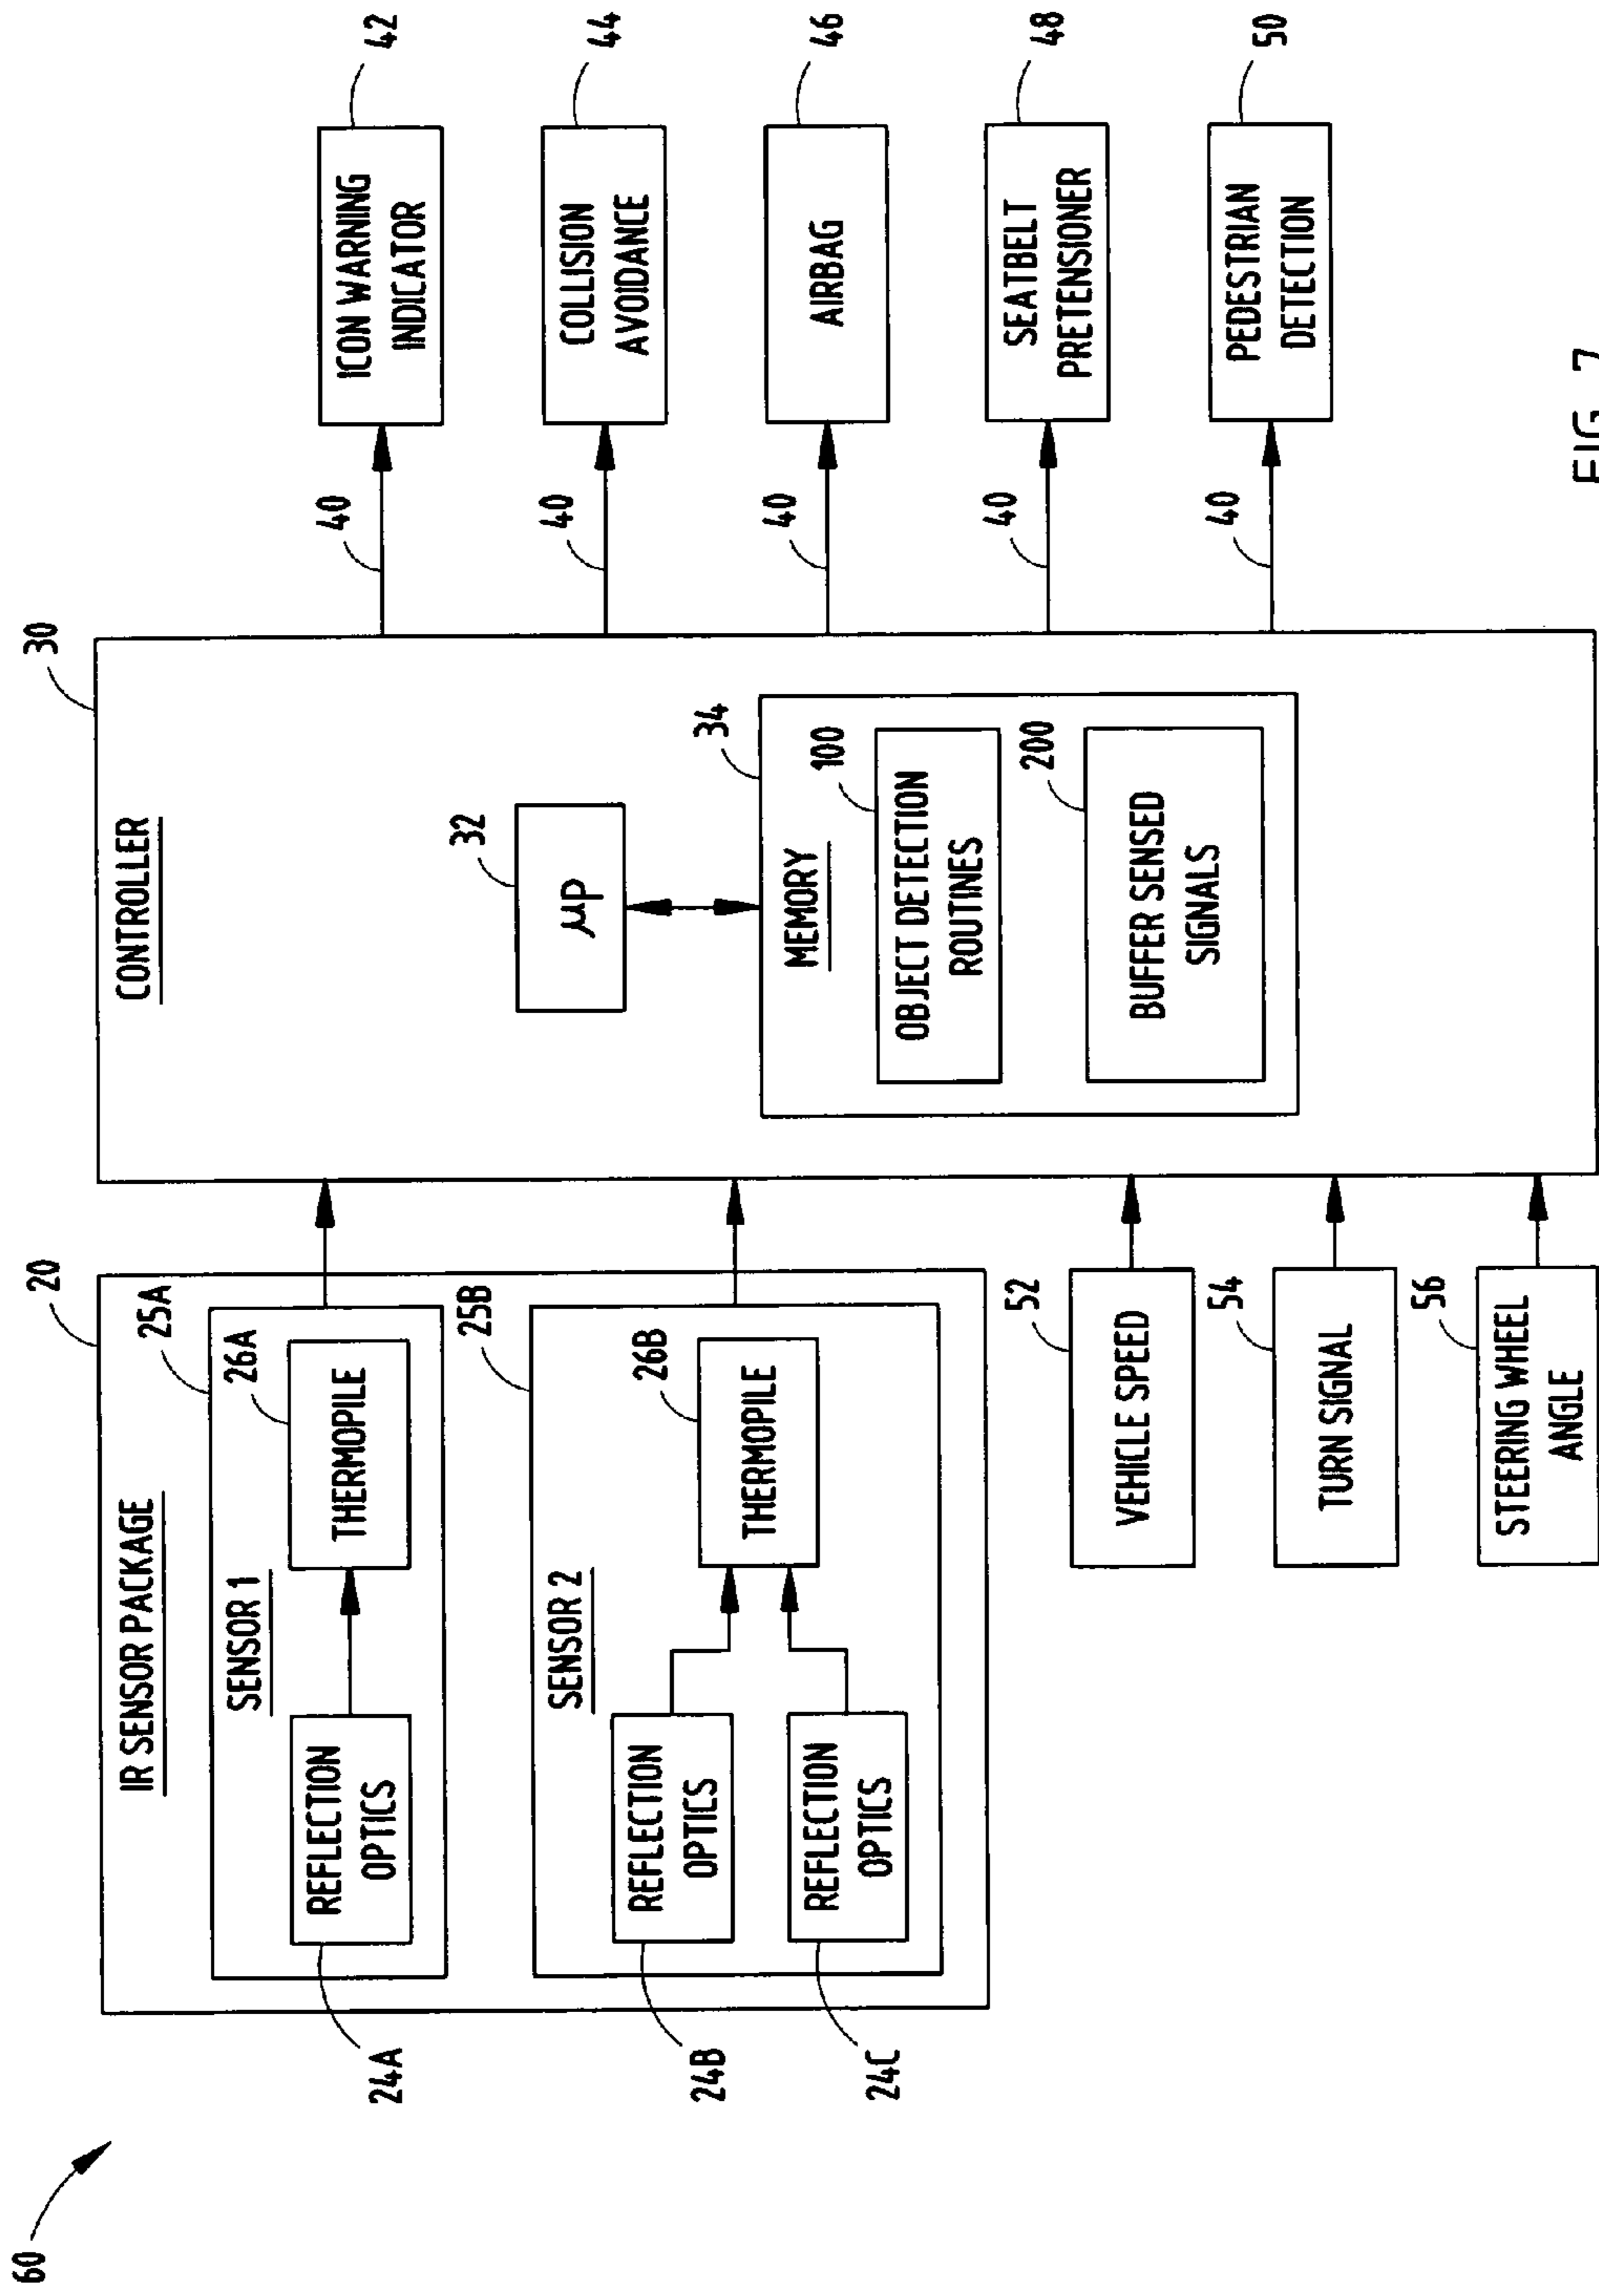 60
IR SENSOR PACKAGE
20
25A
SENSOR 1
REFLECTION
OPTICS
24A
THERMOPILE
26A
25B
SENSOR 2
REFLECTION
OPTICS
24B
REFLECTION
OPTICS
24C
THERMOPILE
26B
VEHICLE SPEED
52
TURN SIGNAL
54
STEERING WHEEL
ANGLE
56
CONTROLLER
30
μp
32
MEMORY
34
OBJECT DETECTION
ROUTINES
100
BUFFER SENSED
SIGNALS
200
40
ICON WARNING
INDICATOR
42
40
COLLISION
AVOIDANCE
44
40
AIRBAG
46
40
SEATBELT
PRETENSIONER
48
40
PEDESTRIAN
DETECTION
50
FIG. 7